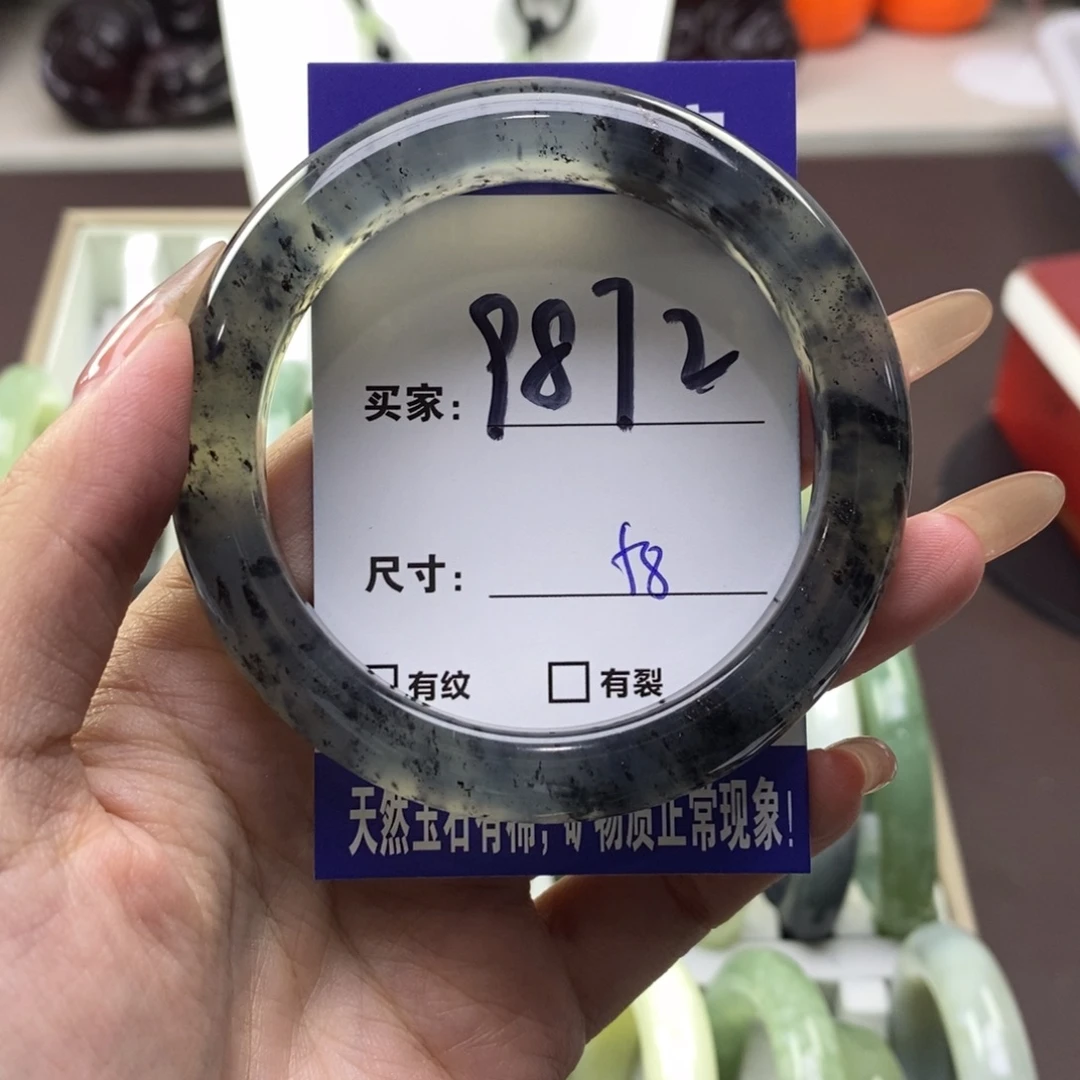 买家: 9872
尺寸: 58
□有纹 □有裂
天然玉石有棉, 矿物质正常现象!